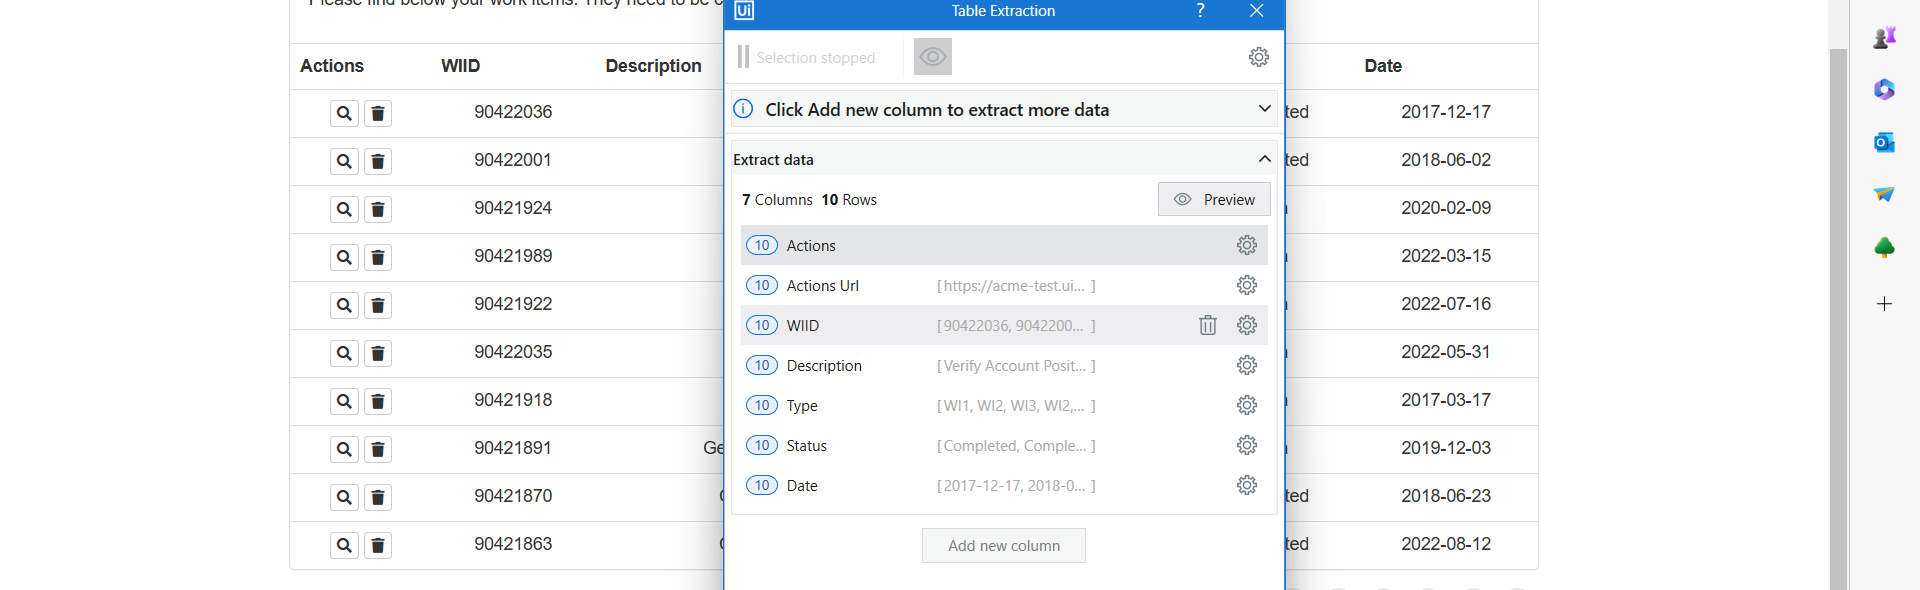 Please find below your work items. They need to be c
Ui Table Extraction ?
Selection stopped
Actions WIID Description Date
Click Add new column to extract more data
90422036 ted 2017-12-17
Extract data
90422001 ted 2018-06-02
7 Columns 10 Rows Preview
90421924 2020-02-09
10 Actions
90421989 2022-03-15
10 Actions Url [ https://acme-test.ui... ]
90421922 2022-07-16
10 WIID [ 90422036, 9042200... ]
90422035 2022-05-31
10 Description [ Verify Account Posit... ]
90421918 2017-03-17
10 Type [ WI1, WI2, WI3, WI2,... ]
90421891 Ge 2019-12-03
10 Status [ Completed, Comple... ]
90421870 ted 2018-06-23
10 Date [ 2017-12-17, 2018-0... ]
90421863 ted 2022-08-12
Add new column